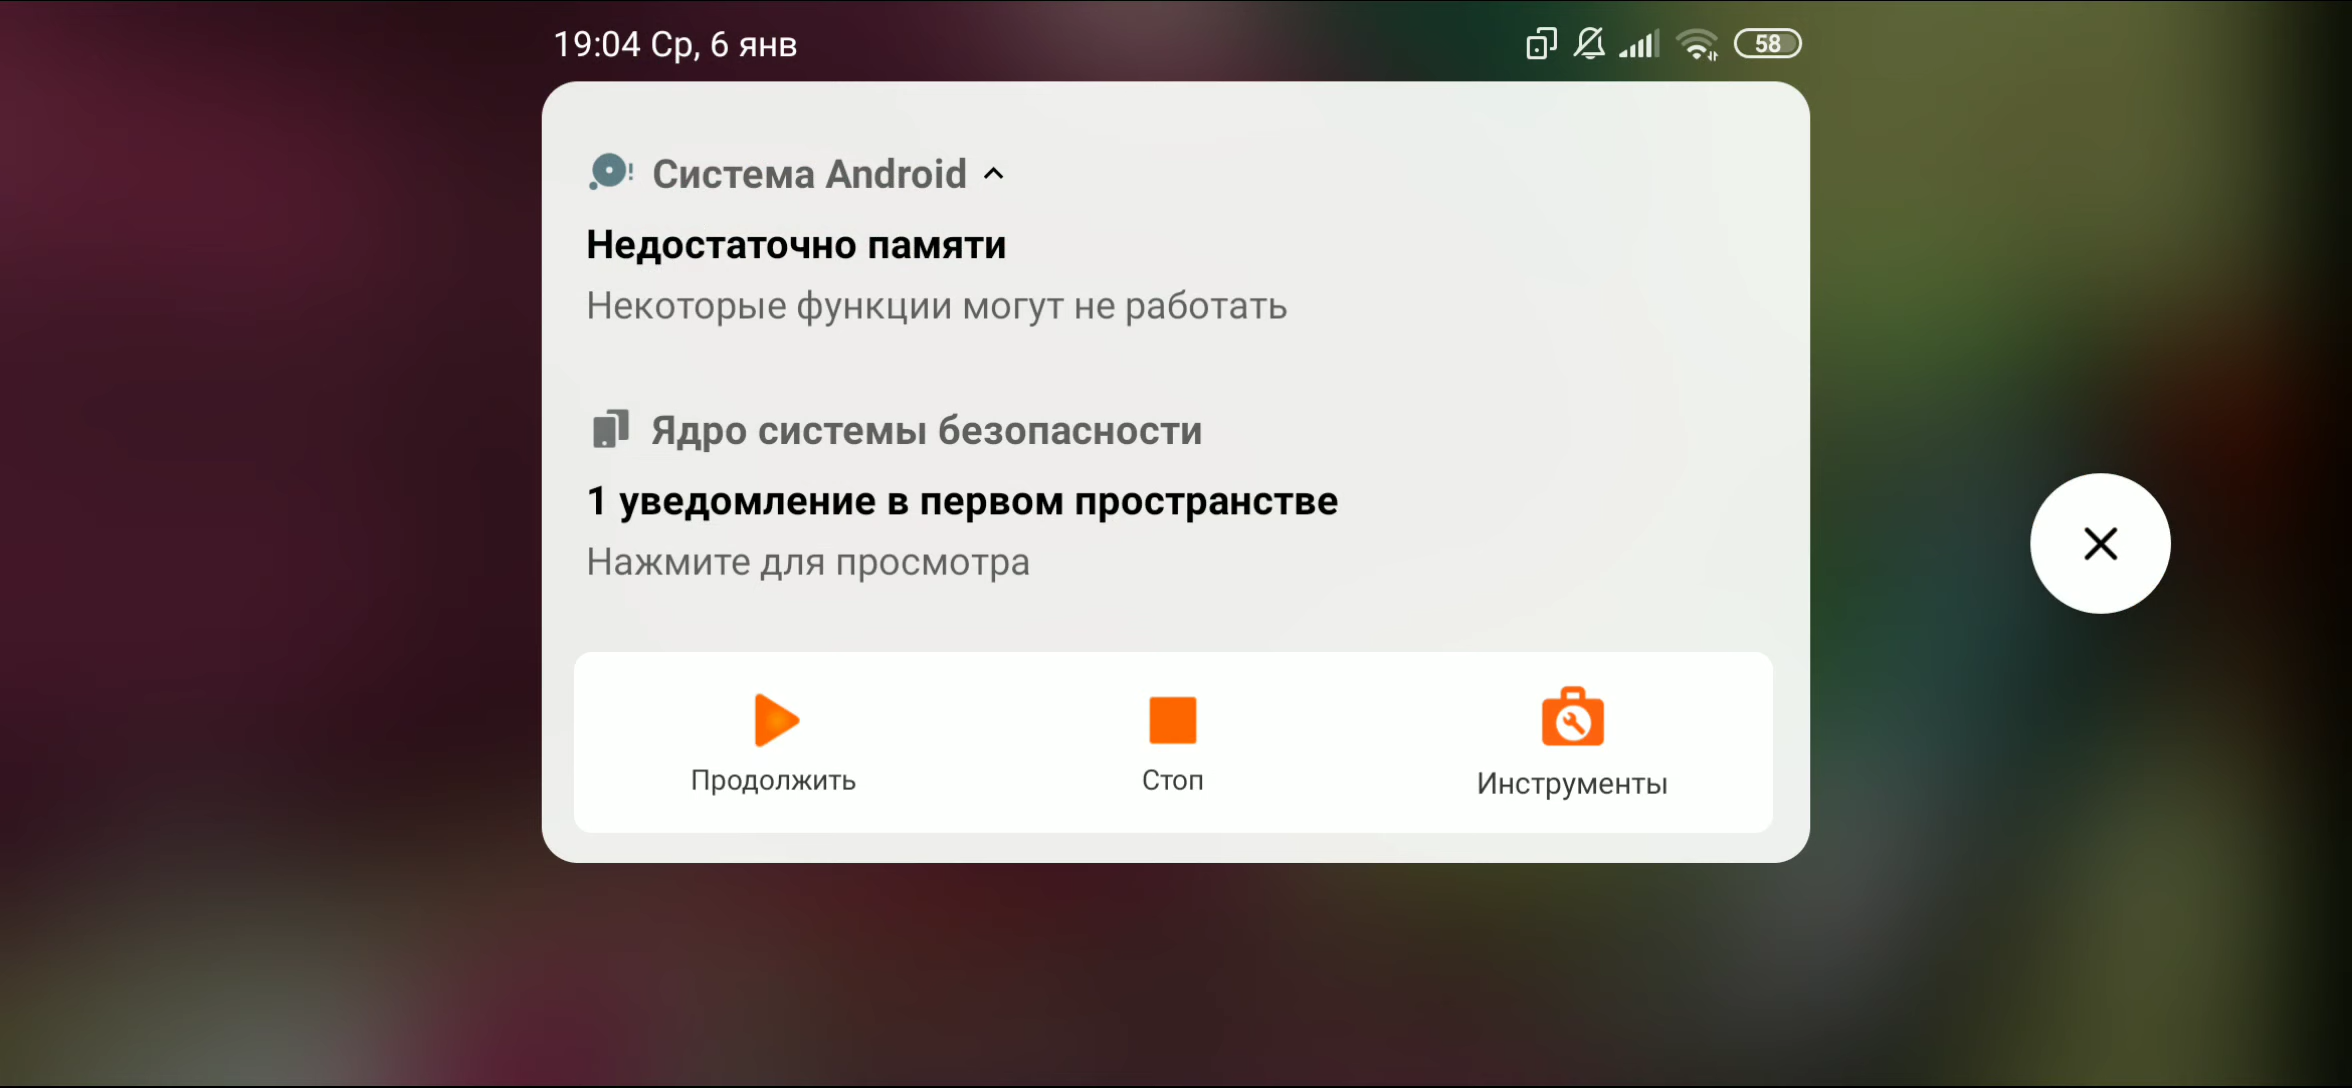 19:04 Ср, 6 янв
58
Система Android
Недостаточно памяти
Некоторые функции могут не работать
Ядро системы безопасности
1 уведомление в первом пространстве
Нажмите для просмотра
Продолжить
Стоп
Инструменты